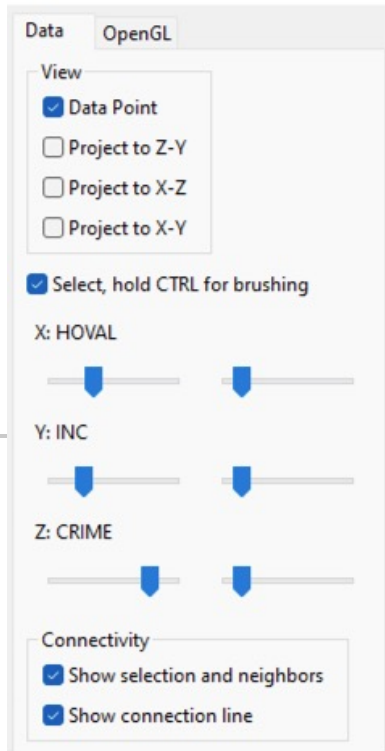 Data OpenGL
View
Data Point
Project to Z-Y
Project to X-Z
Project to X-Y
Select, hold CTRL for brushing
X: HOVAL
Y: INC
Z: CRIME
Connectivity
Show selection and neighbors
Show connection line